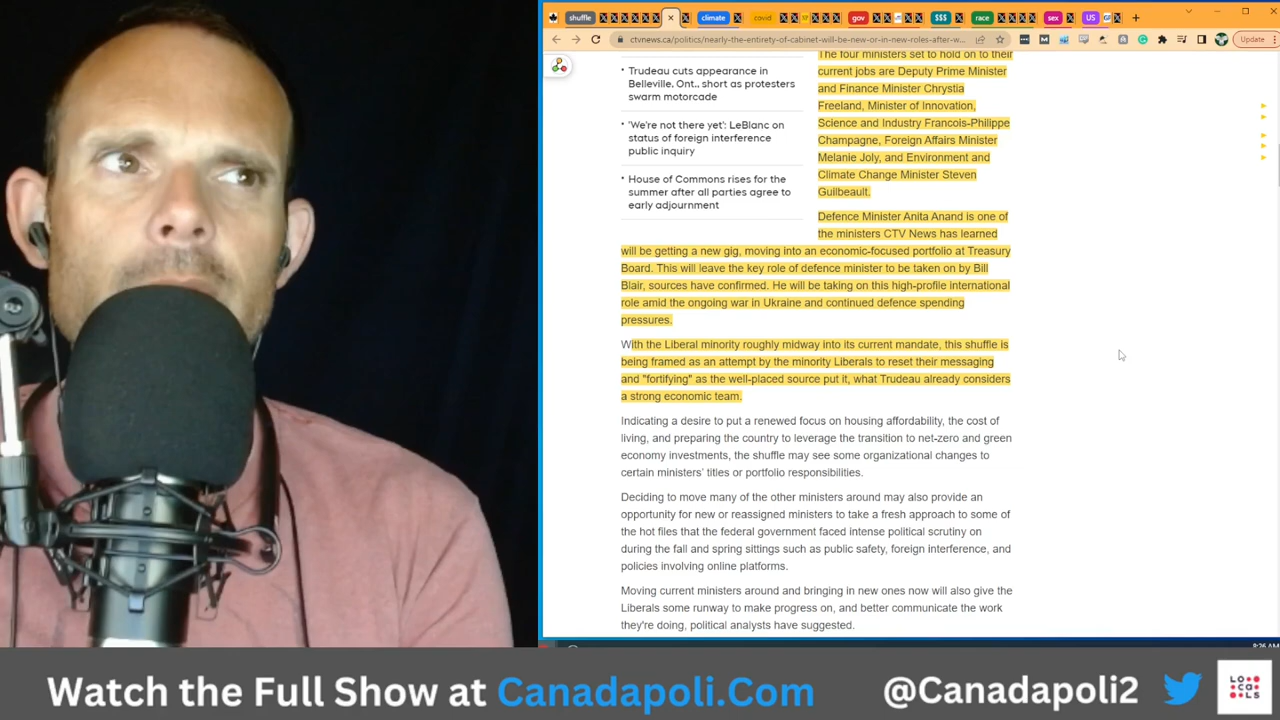 shuffle
climate
covid
gov
$$$
race
sex
US
ctvnews.ca/politics/nearly-the-entirety-of-cabinet-will-be-new-or-in-new-roles-after-w...
Update
• Trudeau cuts appearance in
Belleville, Ont., short as protesters
swarm motorcade
• 'We're not there yet': LeBlanc on
status of foreign interference
public inquiry
• House of Commons rises for the
summer after all parties agree to
early adjournment
The four ministers set to hold on to their
current jobs are Deputy Prime Minister
and Finance Minister Chrystia
Freeland, Minister of Innovation,
Science and Industry Francois-Philippe
Champagne, Foreign Affairs Minister
Melanie Joly, and Environment and
Climate Change Minister Steven
Guilbeault.
Defence Minister Anita Anand is one of
the ministers CTV News has learned
will be getting a new gig, moving into an economic-focused portfolio at Treasury
Board. This will leave the key role of defence minister to be taken on by Bill
Blair, sources have confirmed. He will be taking on this high-profile international
role amid the ongoing war in Ukraine and continued defence spending
pressures.
With the Liberal minority roughly midway into its current mandate, this shuffle is
being framed as an attempt by the minority Liberals to reset their messaging
and "fortifying" as the well-placed source put it, what Trudeau already considers
a strong economic team.
Indicating a desire to put a renewed focus on housing affordability, the cost of
living, and preparing the country to leverage the transition to net-zero and green
economy investments, the shuffle may see some organizational changes to
certain ministers' titles or portfolio responsibilities.
Deciding to move many of the other ministers around may also provide an
opportunity for new or reassigned ministers to take a fresh approach to some of
the hot files that the federal government faced intense political scrutiny on
during the fall and spring sittings such as public safety, foreign interference, and
policies involving online platforms.
Moving current ministers around and bringing in new ones now will also give the
Liberals some runway to make progress on, and better communicate the work
they're doing, political analysts have suggested.
8:26 AM
Watch the Full Show at Canadapoli.Com
@Canadapoli2
LO
CA
LS